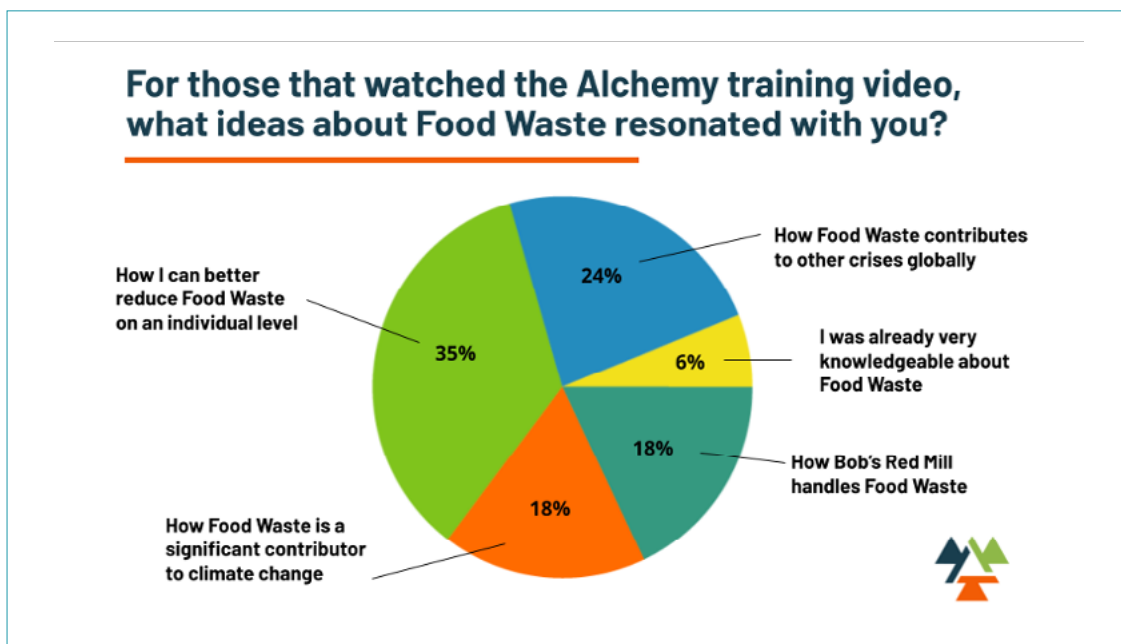 For those that watched the Alchemy training video,
what ideas about Food Waste resonated with you?
How Food Waste contributes
to other crises globally
24%
I was already very
knowledgeable about
Food Waste
6%
How I can better
reduce Food Waste
on an individual level
35%
18%
How Bob's Red Mill
handles Food Waste
18%
How Food Waste is a
significant contributor
to climate change